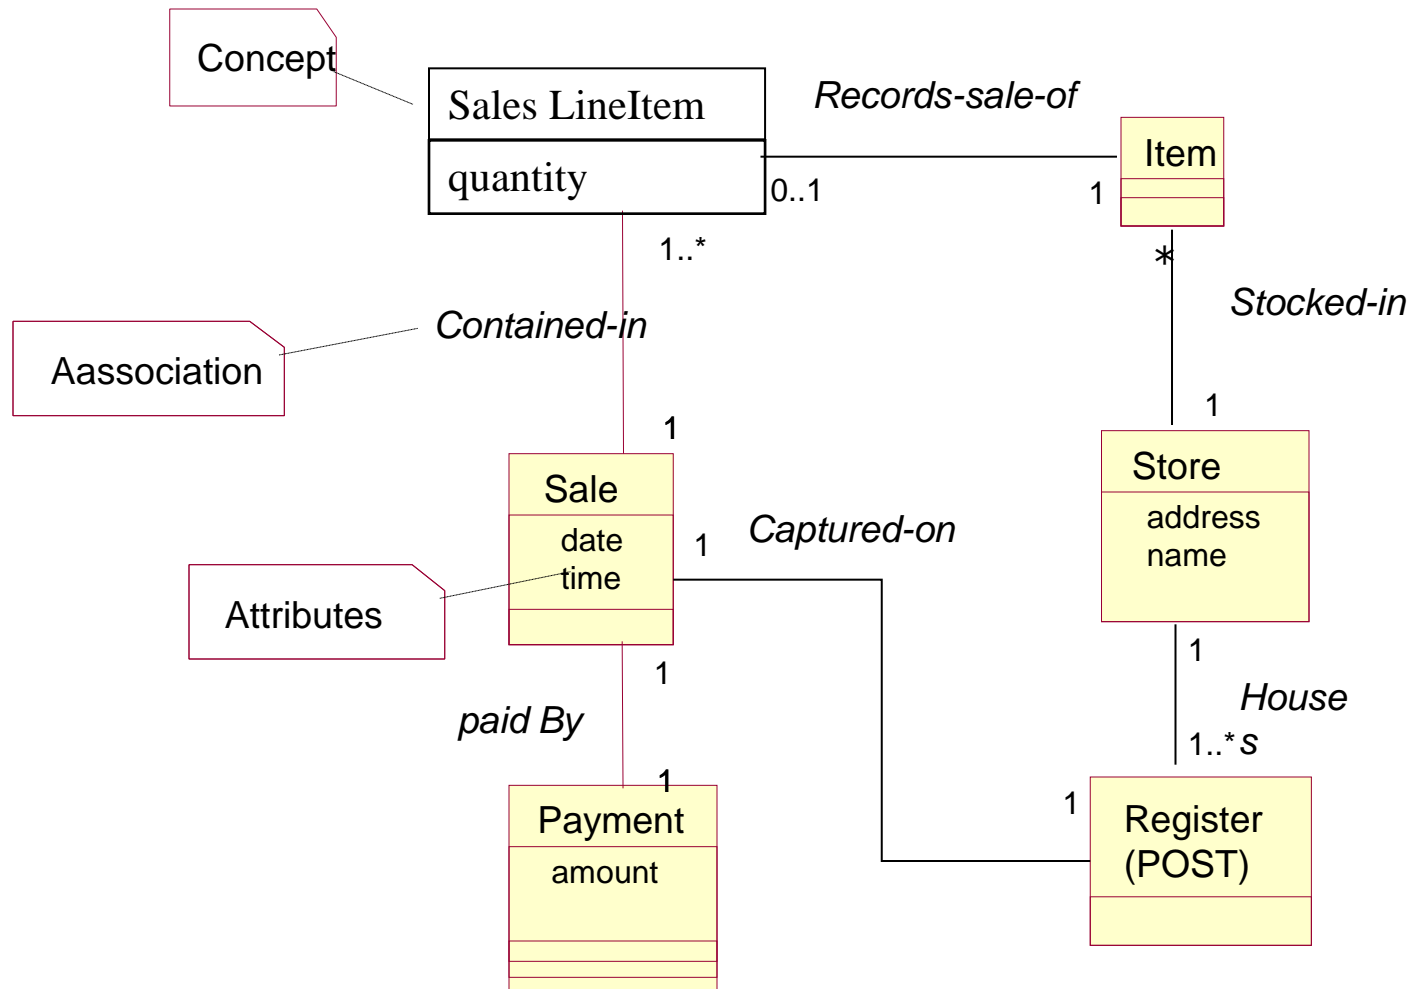 Concept
Sales LineItem
quantity
Records-sale-of
0..1
1
Item
1..*
*
Stocked-in
Contained-in
Aassociation
1
1
Sale
date
time
1
Captured-on
Store
address
name
Attributes
1
1
paid By
House
s
1..*
1
1
Payment
amount
Register
(POST)